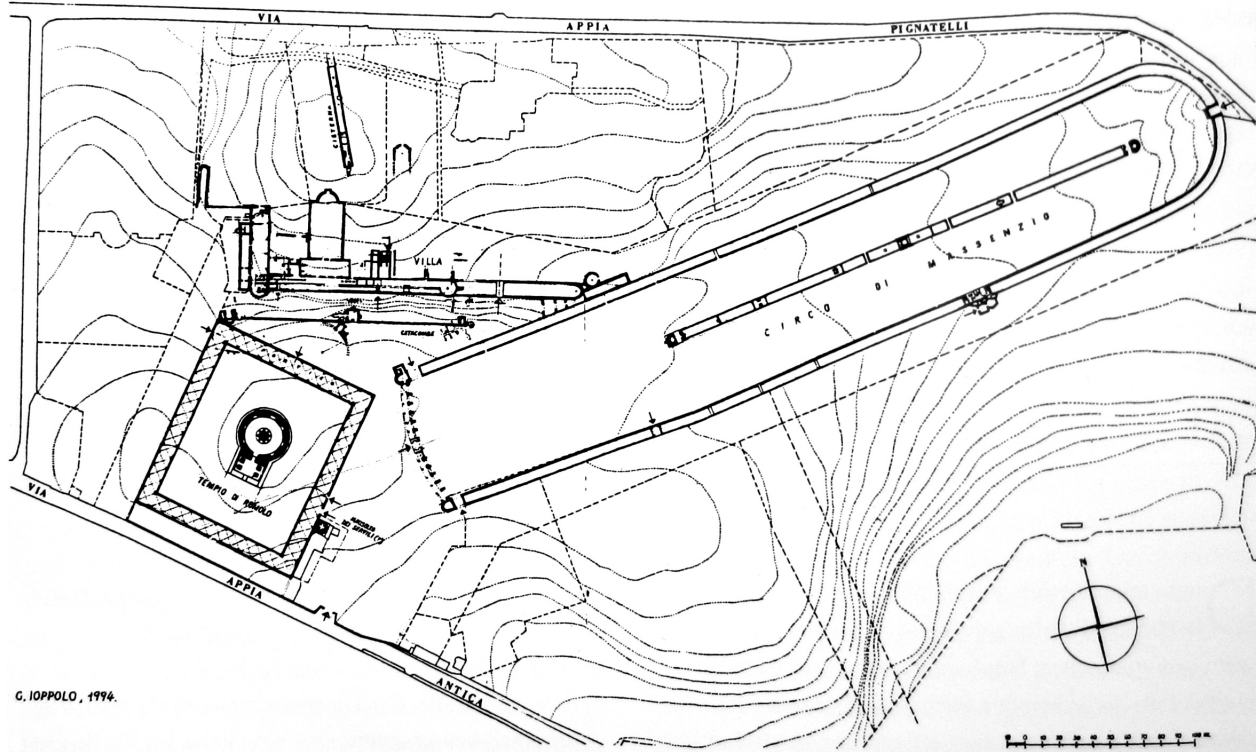 VIA APPIA PIGNATELLI
CISTERNA
VILLA
CATACOMBE
CIRCO DI MASSENZIO
TEMPIO DI ROMOLO
VIA APPIA ANTICA
N
G. IOPPOLO, 1994.